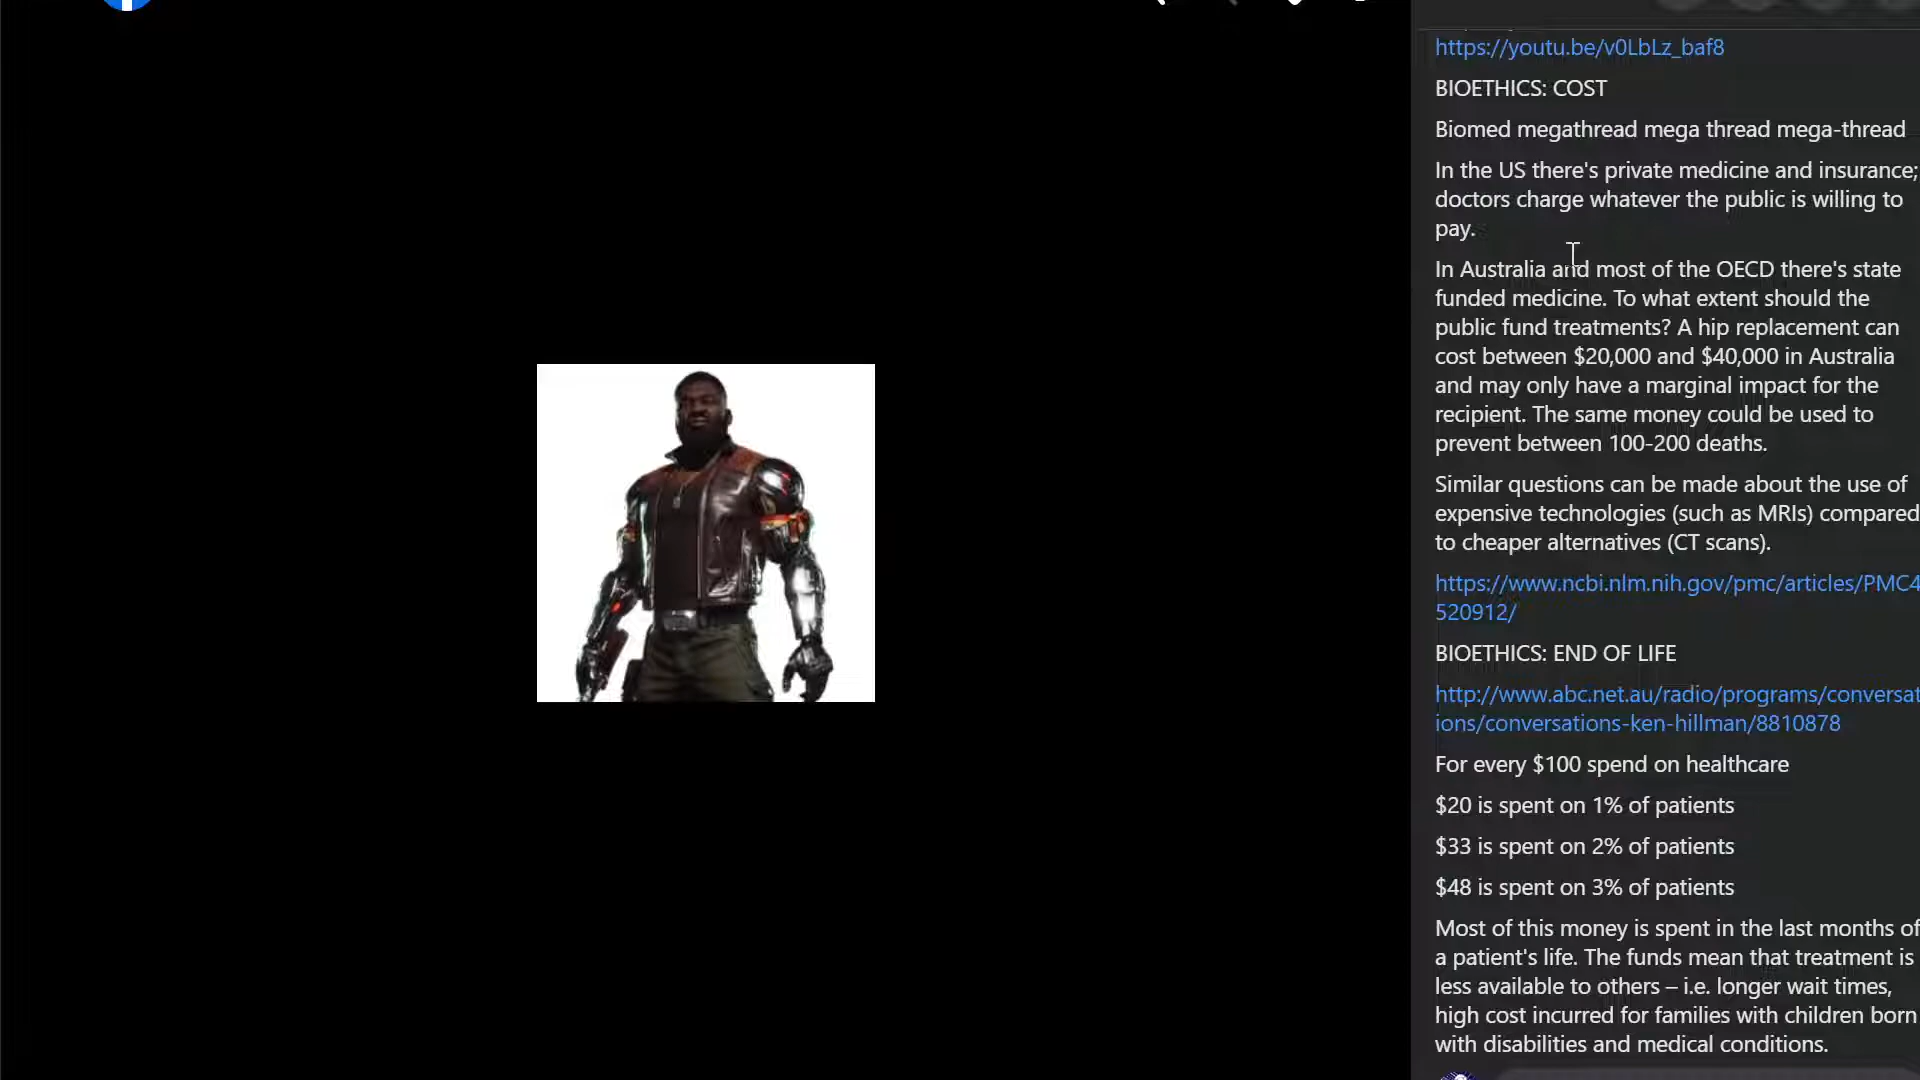 https://youtu.be/v0LbLz_baf8
BIOETHICS: COST
Biomed megathread mega thread mega-thread
In the US there's private medicine and insurance;
doctors charge whatever the public is willing to
pay.
In Australia and most of the OECD there's state
funded medicine. To what extent should the
public fund treatments? A hip replacement can
cost between $20,000 and $40,000 in Australia
and may only have a marginal impact for the
recipient. The same money could be used to
prevent between 100-200 deaths.
Similar questions can be made about the use of
expensive technologies (such as MRIs) compared
to cheaper alternatives (CT scans).
https://www.ncbi.nlm.nih.gov/pmc/articles/PMC4
520912/
BIOETHICS: END OF LIFE
http://www.abc.net.au/radio/programs/conversat
ions/conversations-ken-hillman/8810878
For every $100 spend on healthcare
$20 is spent on 1% of patients
$33 is spent on 2% of patients
$48 is spent on 3% of patients
Most of this money is spent in the last months of
a patient's life. The funds mean that treatment is
less available to others – i.e. longer wait times,
high cost incurred for families with children born
with disabilities and medical conditions.